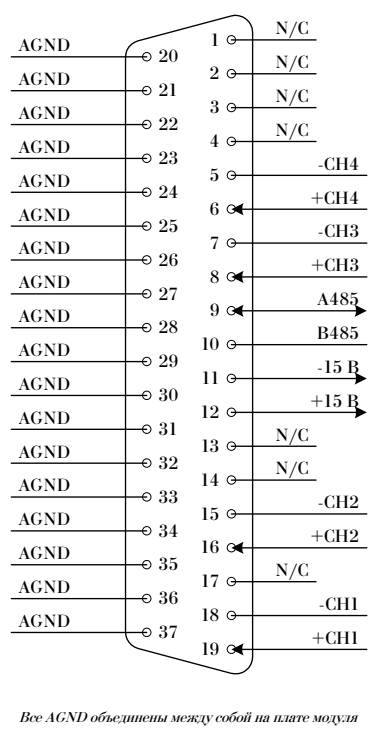 1 N/C
AGND 20
2 N/C
AGND 21
3 N/C
AGND 22
4 N/C
AGND 23
5 -CH4
AGND 24
6 +CH4
AGND 25
7 -CH3
AGND 26
8 +CH3
AGND 27
9 A485
AGND 28
10 B485
AGND 29
11 -15 В
AGND 30
12 +15 В
AGND 31
13 N/C
AGND 32
14 N/C
AGND 33
15 -CH2
AGND 34
16 +CH2
AGND 35
17 N/C
AGND 36
18 -CH1
AGND 37
19 +CH1
Все AGND объединены между собой на плате модуля